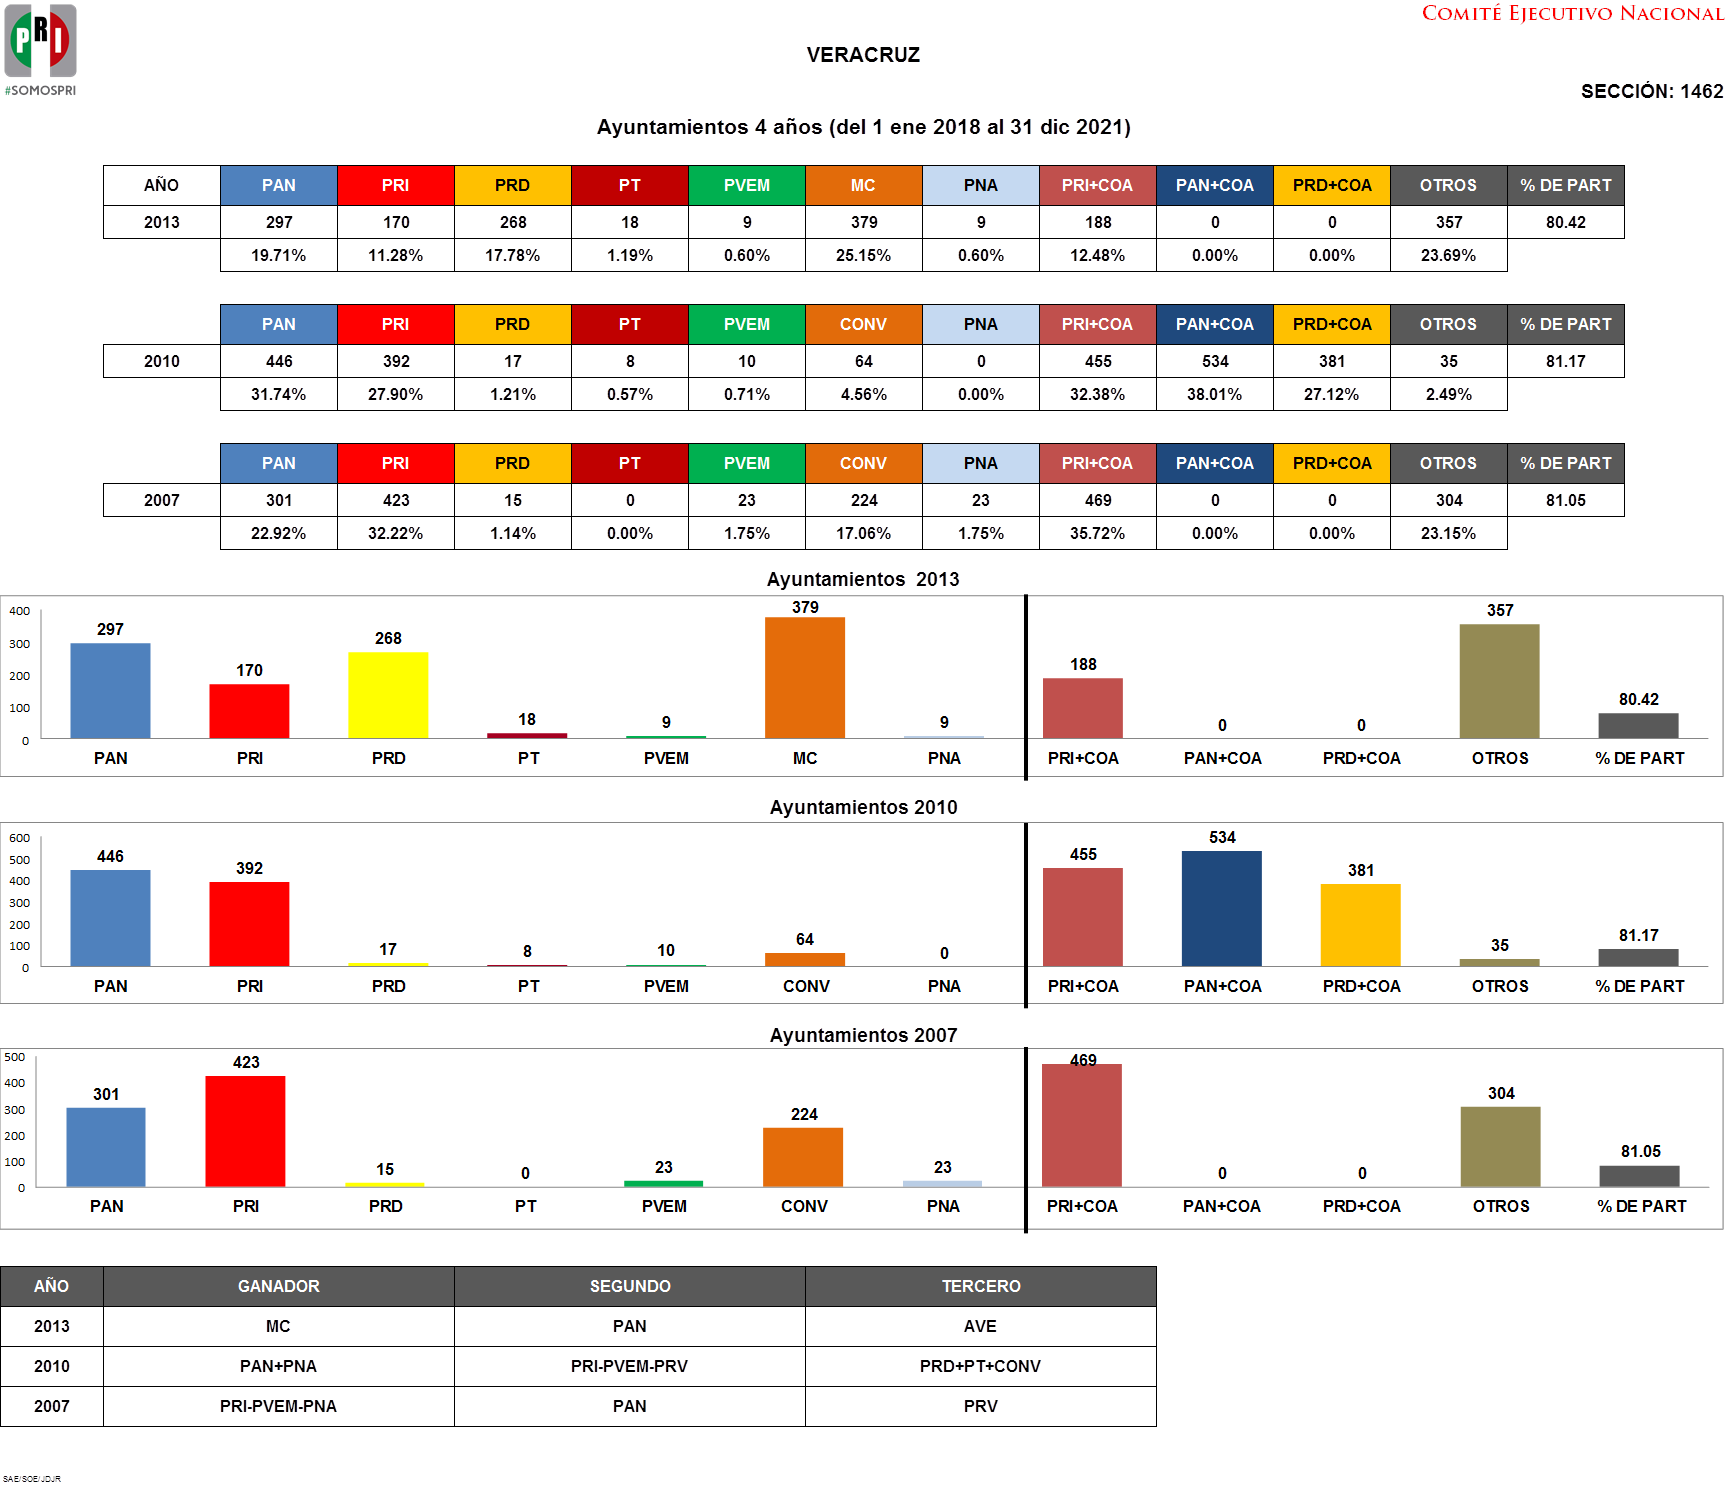 PRI
#SOMOSPRI
COMITÉ EJECUTIVO NACIONAL
VERACRUZ
SECCIÓN: 1462
Ayuntamientos 4 años (del 1 ene 2018 al 31 dic 2021)
AÑO PAN PRI PRD PT PVEM MC PNA PRI+COA PAN+COA PRD+COA OTROS % DE PART
2013 297 170 268 18 9 379 9 188 0 0 357 80.42
19.71% 11.28% 17.78% 1.19% 0.60% 25.15% 0.60% 12.48% 0.00% 0.00% 23.69%
PAN PRI PRD PT PVEM CONV PNA PRI+COA PAN+COA PRD+COA OTROS % DE PART
2010 446 392 17 8 10 64 0 455 534 381 35 81.17
31.74% 27.90% 1.21% 0.57% 0.71% 4.56% 0.00% 32.38% 38.01% 27.12% 2.49%
PAN PRI PRD PT PVEM CONV PNA PRI+COA PAN+COA PRD+COA OTROS % DE PART
2007 301 423 15 0 23 224 23 469 0 0 304 81.05
22.92% 32.22% 1.14% 0.00% 1.75% 17.06% 1.75% 35.72% 0.00% 0.00% 23.15%
Ayuntamientos 2013
400
300
200
100
0
297 170 268 18 9 379 9 188 0 0 357 80.42
PAN PRI PRD PT PVEM MC PNA PRI+COA PAN+COA PRD+COA OTROS % DE PART
Ayuntamientos 2010
600
500
400
300
200
100
0
446 392 17 8 10 64 0 455 534 381 35 81.17
PAN PRI PRD PT PVEM CONV PNA PRI+COA PAN+COA PRD+COA OTROS % DE PART
Ayuntamientos 2007
500
400
300
200
100
0
301 423 15 0 23 224 23 469 0 0 304 81.05
PAN PRI PRD PT PVEM CONV PNA PRI+COA PAN+COA PRD+COA OTROS % DE PART
AÑO GANADOR SEGUNDO TERCERO
2013 MC PAN AVE
2010 PAN+PNA PRI-PVEM-PRV PRD+PT+CONV
2007 PRI-PVEM-PNA PAN PRV
SAE/SOE/JDJR